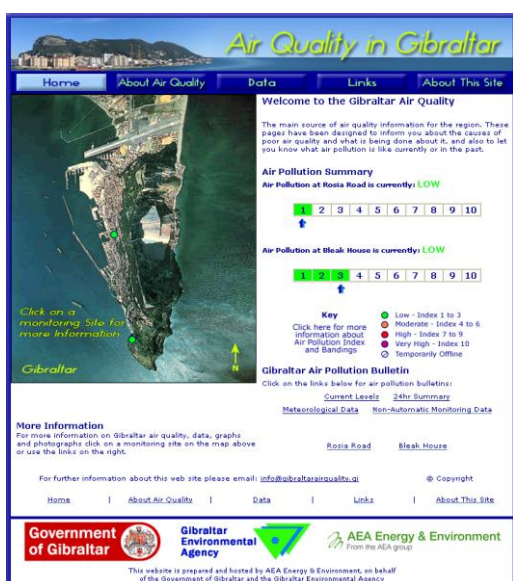 Air Quality in Gibraltar
Home About Air Quality Data Links About This Site
Welcome to the Gibraltar Air Quality
The main source of air quality information for the region. These
pages have been designed to inform you about the causes of
poor air quality and what is being done about it, and also to let
you know what air pollution is like currently or in the past.
Air Pollution Summary
Air Pollution at Rosia Road is currently: LOW
1 2 3 4 5 6 7 8 9 10
Air Pollution at Bleak House is currently: LOW
1 2 3 4 5 6 7 8 9 10
Click on a
monitoring Site for
more Information
Gibraltar
N
Key
Click here for more
information about
Air Pollution Index
and Bandings
Low - Index 1 to 3
Moderate - Index 4 to 6
High - Index 7 to 9
Very High - Index 10
Temporarily Offline
Gibraltar Air Pollution Bulletin
Click on the links below for air pollution bulletins:
Current Levels 24hr Summary
Meteorological Data Non-Automatic Monitoring Data
More Information
For more information on Gibraltar air quality, data, graphs
and photographs click on a monitoring site on the map above
or use the links on the right.
Rosia Road Bleak House
For further information about this web site please email: info@gibraltarairquality.gi © Copyright
Home | About Air Quality | Data | Links | About This Site
Government
of Gibraltar
Gibraltar
Environmental
Agency
AEA Energy & Environment
From the AEA group
This website is prepared and hosted by AEA Energy & Environment, on behalf
of the Government of Gibraltar and the Gibraltar Environmental Agency